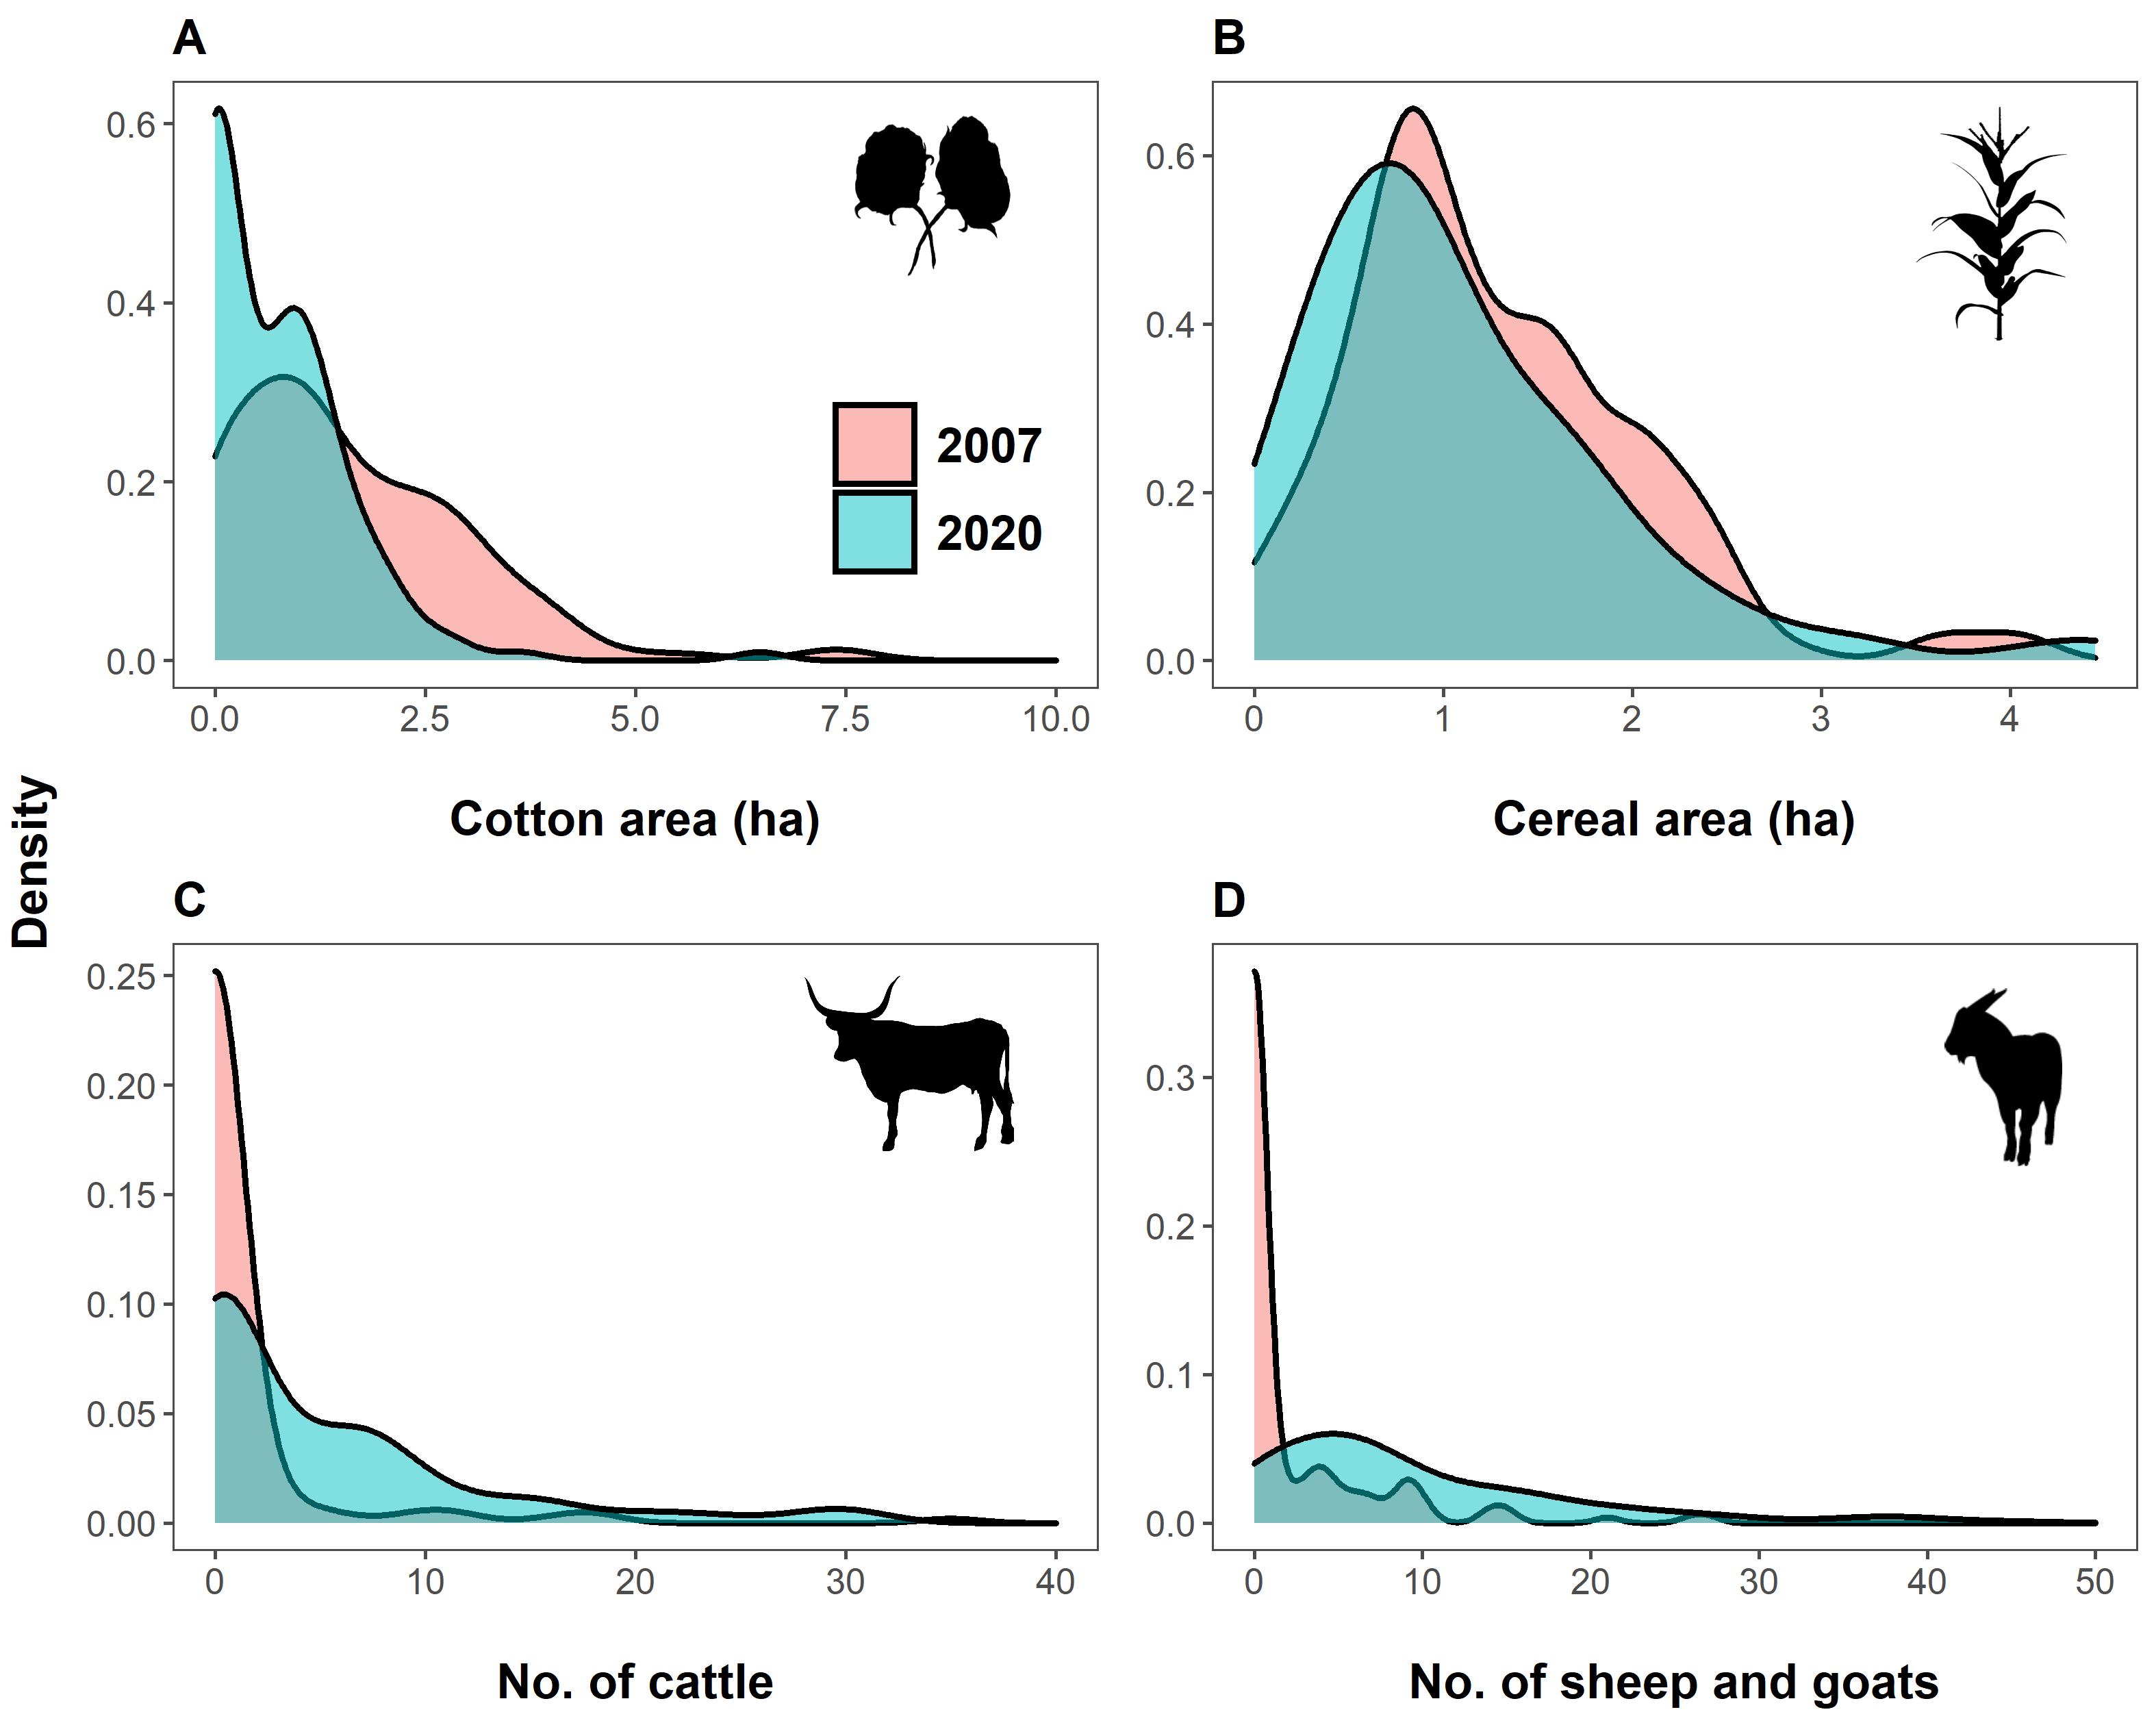 A
B
0.6
0.4
0.2
0.0
0.0 2.5 5.0 7.5 10.0
2007
2020
0.6
0.4
0.2
0.0
0 1 2 3 4
Cotton area (ha)
Cereal area (ha)
Density
C
D
0.25
0.20
0.15
0.10
0.05
0.00
0 10 20 30 40
0.3
0.2
0.1
0.0
0 10 20 30 40 50
No. of cattle
No. of sheep and goats